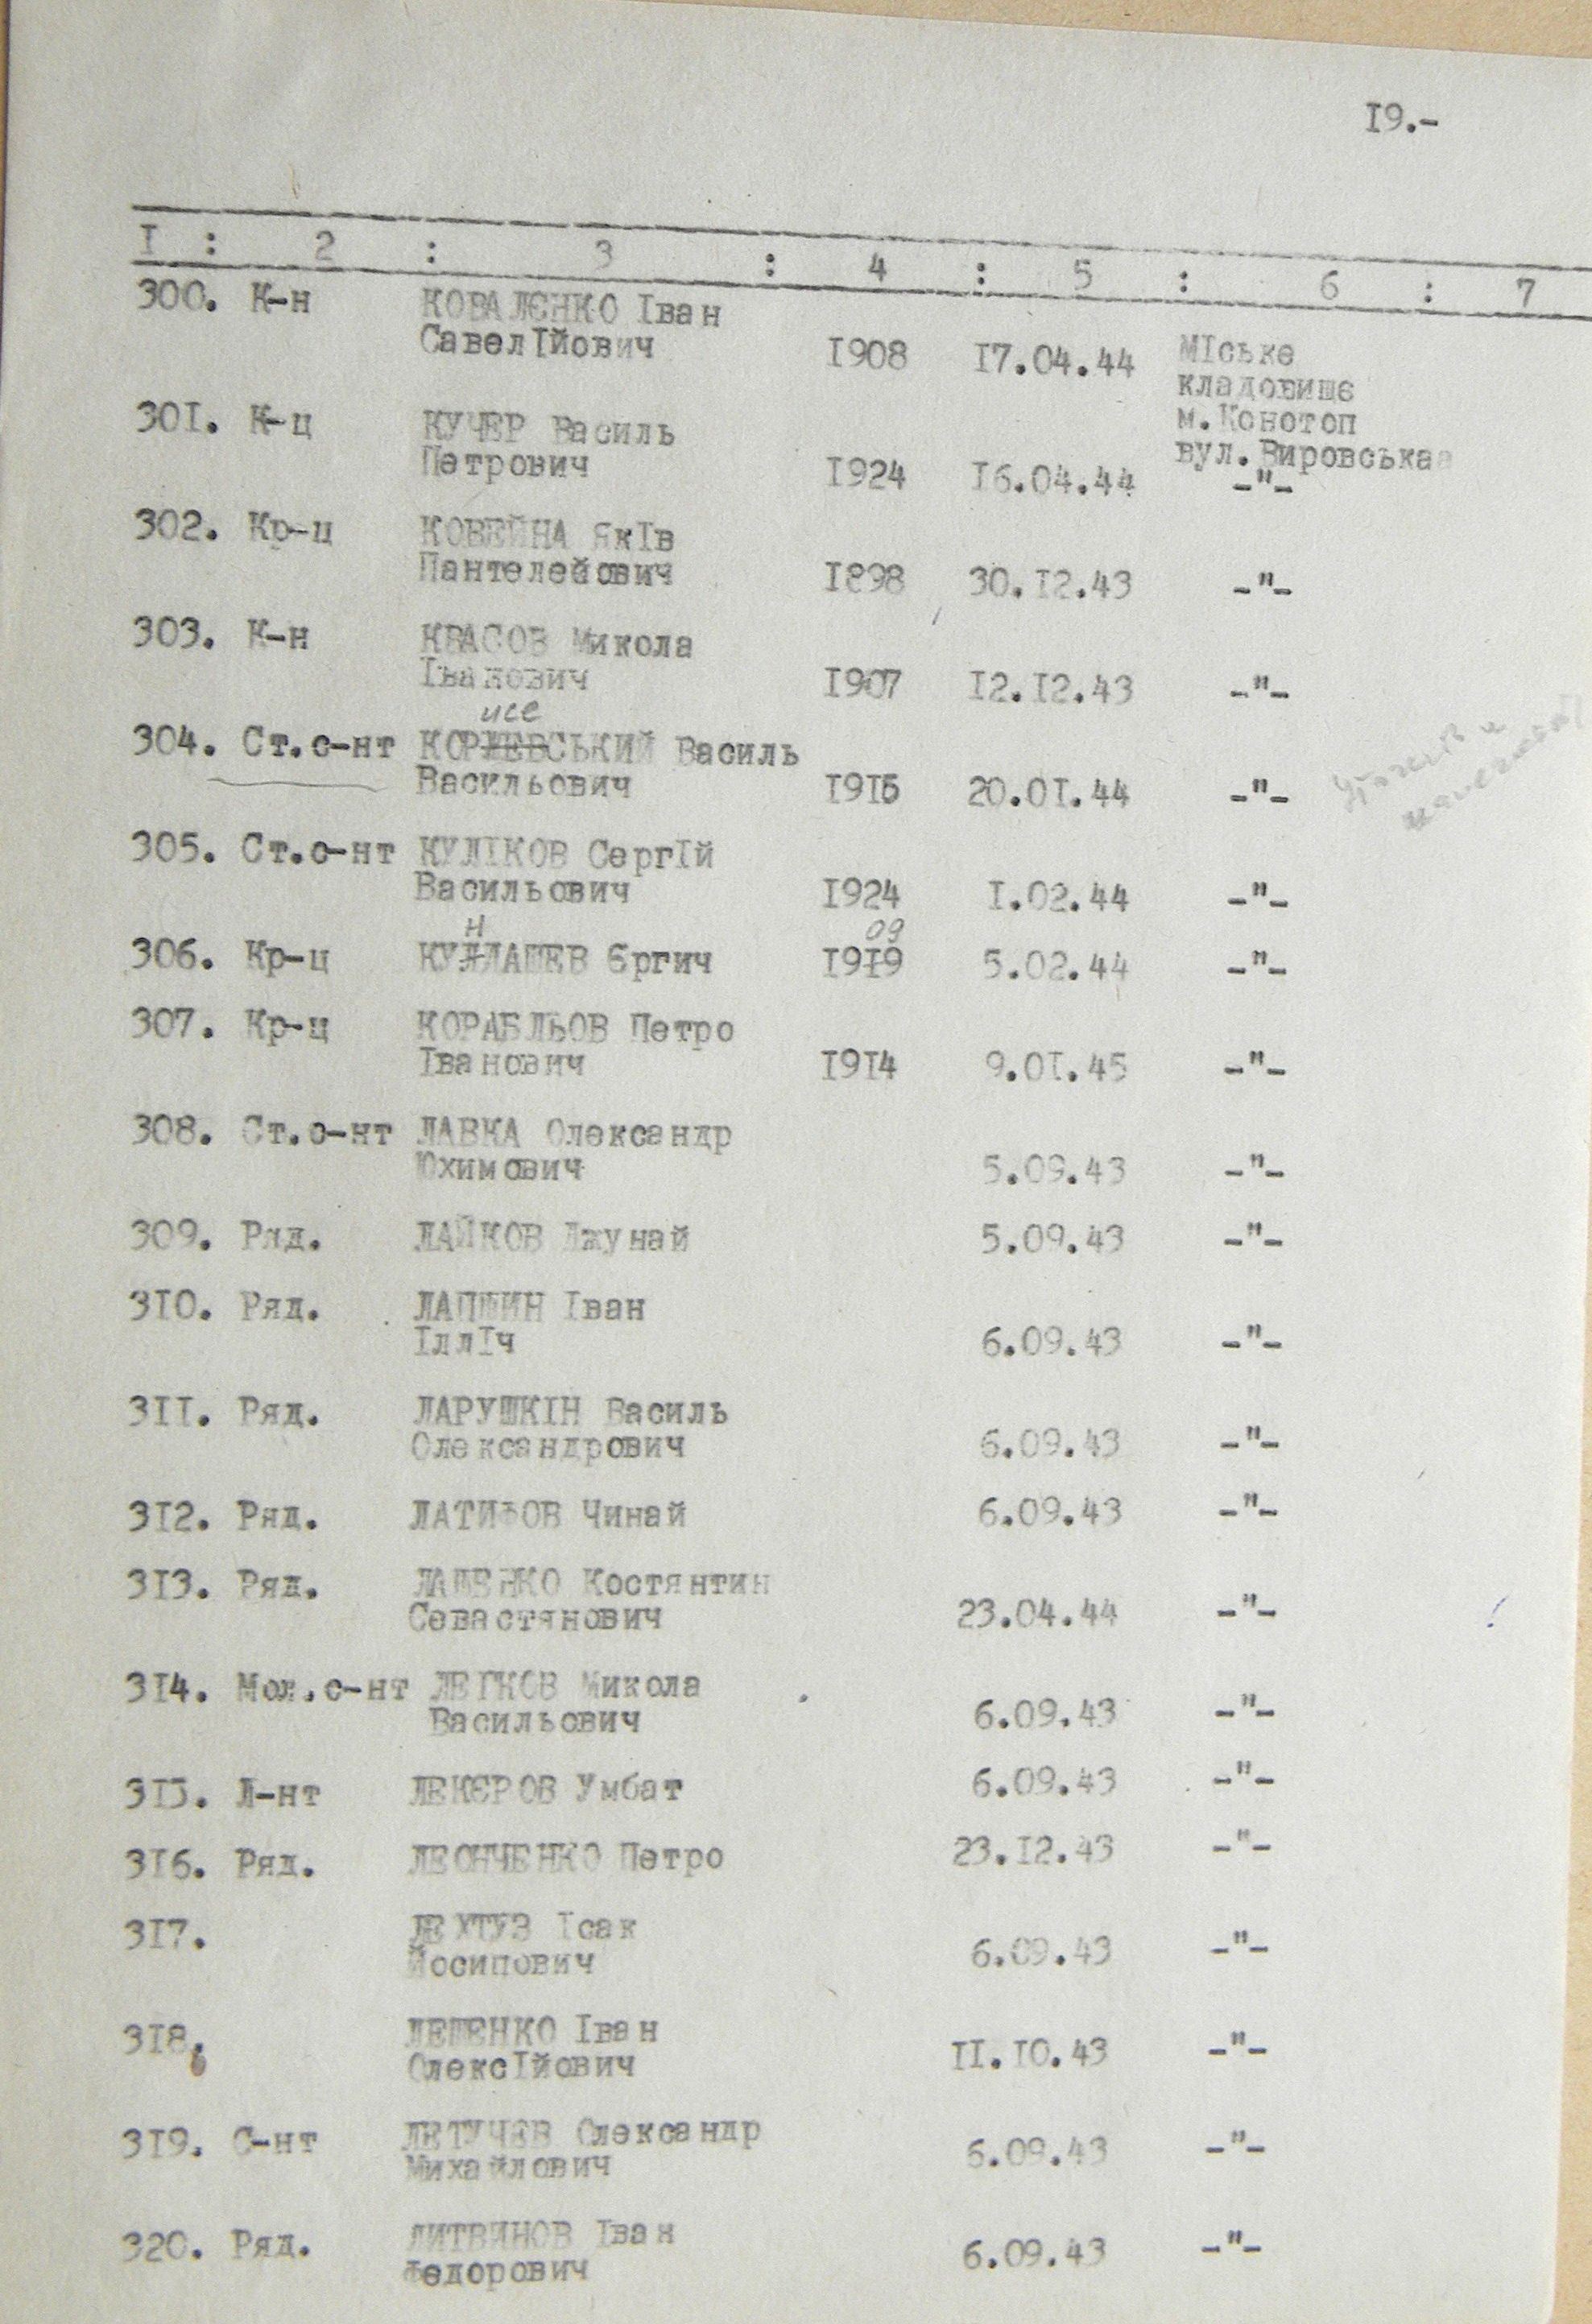 I9.-
I : 2 : 3 : 4 : 5 : 6 : 7
300. К-н КОВАЛЄНКО Іван
СавелІйович I908 I7.04.44 МІське
кладовище
30I. К-ц КУЧЕР Василь м.Конотоп
Петрович I924 I6.04.44 вул.Вировська
-"-
302. Кр-ц КОВЕЙНА ЯкІв
Пантелейович I898 30.I2.43 -"-
303. К-н КВАСОВ Микола
Іванович I907 I2.I2.43 -"-
исе
304. Ст.с-нт КОРЖЕВСЬКИЙ Василь
Васильович I9I5 20.0I.44 -"-
305. Ст.с-нт КУЛІКОВ СергІй
Васильович I924 I.02.44 -"-
н 09
306. Кр-ц КУЛЛАШЕВ Єргич I9I9 5.02.44 -"-
307. Кр-ц КОРАБЛЬОВ Петро
Іванович I9I4 9.0I.45 -"-
308. Ст.с-нт ЛАВКА Олександр
Юхимович 5.09.43 -"-
309. Ряд. ЛАЙКОВ Джунай 5.09.43 -"-
3I0. Ряд. ЛАПШИН Іван
ІллІч 6.09.43 -"-
3II. Ряд. ЛАРУШКІН Василь
Олександрович 6.09.43 -"-
3I2. Ряд. ЛАТИФОВ Чинай 6.09.43 -"-
3I3. Ряд. ЛАШЕНКО Костянтин
Севастянович 23.04.44 -"-
3I4. Мол.с-нт ЛЕГКОВ Микола
Васильович 6.09.43 -"-
3I5. Л-нт ЛЕКЄРОВ Умбат 6.09.43 -"-
3I6. Ряд. ЛЕОНЧЕНКО Петро 23.I2.43 -"-
3I7. ЛЕХТУЗ Ісак
Йосипович 6.09.43 -"-
3I8. ЛЕШЕНКО Іван
ОлексІйович II.I0.43 -"-
3I9. С-нт ЛЕТУЧЕВ Олександр
Михайлович 6.09.43 -"-
320. Ряд. ЛИТВИНОВ Іван
Федорович 6.09.43 -"-